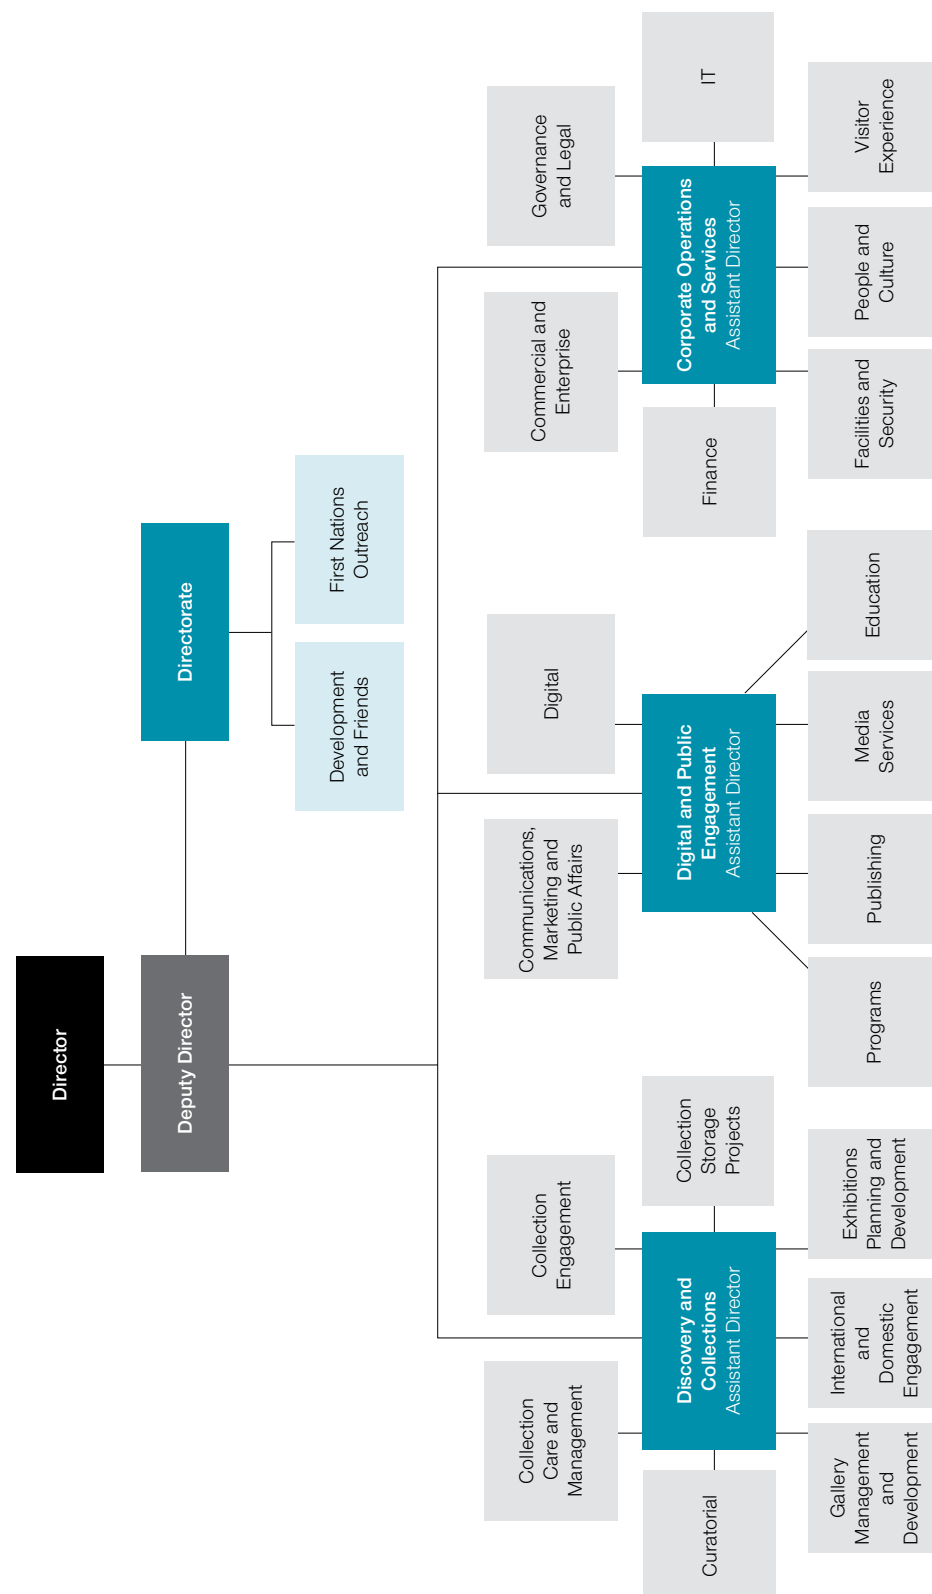 Director
Deputy Director
Directorate
Development
and Friends
First Nations
Outreach
Collection
Care and
Management
Collection
Engagement
Curatorial
Discovery and
Collections
Assistant Director
Collection
Storage
Projects
Gallery
Management
and
Development
International
and
Domestic
Engagement
Exhibitions
Planning and
Development
Communications,
Marketing and
Public Affairs
Digital
Digital and Public
Engagement
Assistant Director
Programs
Publishing
Media
Services
Education
Commercial and
Enterprise
Governance
and Legal
Finance
Corporate Operations
and Services
Assistant Director
IT
Facilities and
Security
People and
Culture
Visitor
Experience